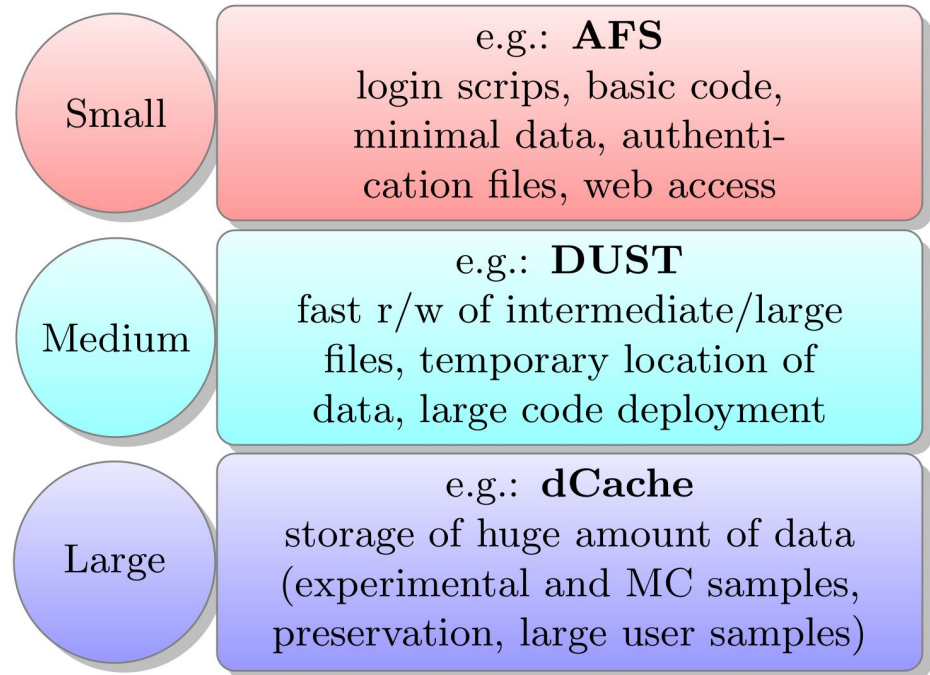 Small
e.g.: AFS
login scrips, basic code,
minimal data, authenti-
cation files, web access
Medium
e.g.: DUST
fast r/w of intermediate/large
files, temporary location of
data, large code deployment
Large
e.g.: dCache
storage of huge amount of data
(experimental and MC samples,
preservation, large user samples)